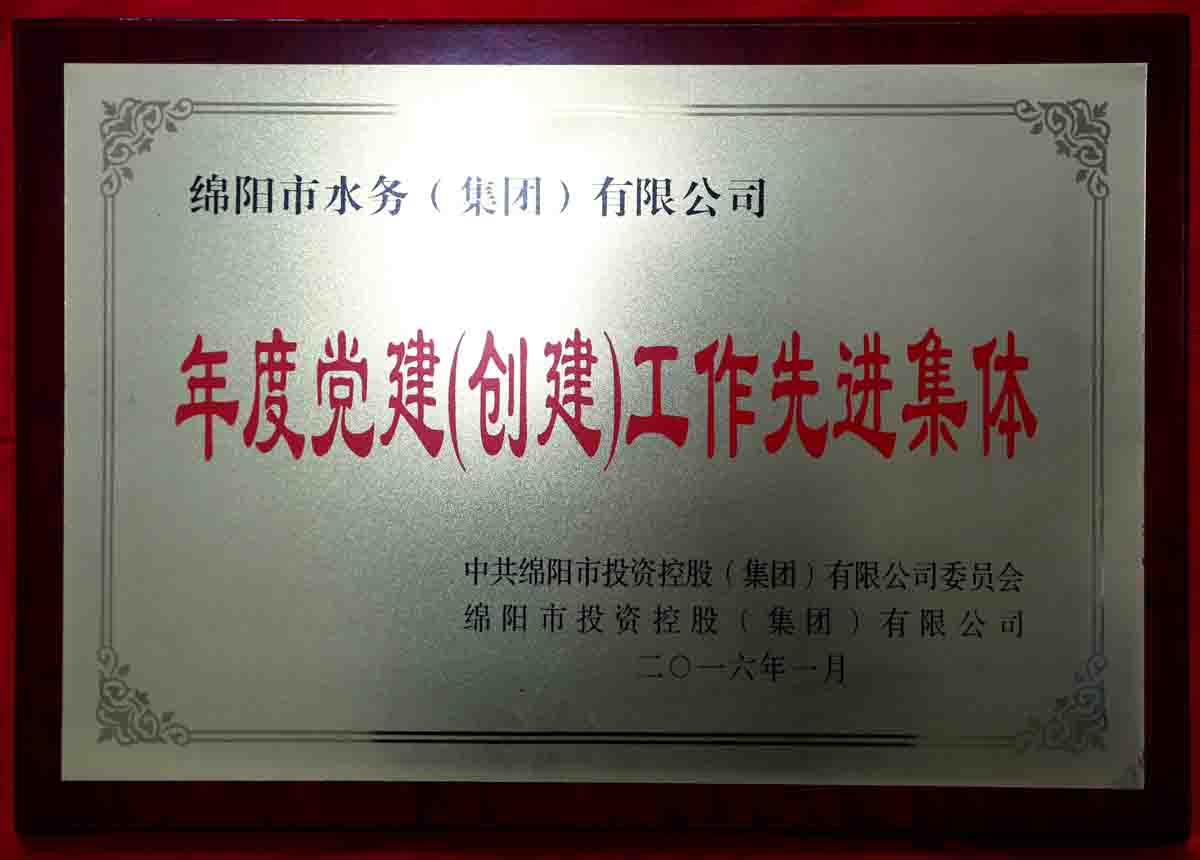 绵阳市水务（集团）有限公司
年度党建(创建)工作先进集体
中共绵阳市投资控股（集团）有限公司委员会
绵阳市投资控股（集团）有限公司
二〇一六年一月